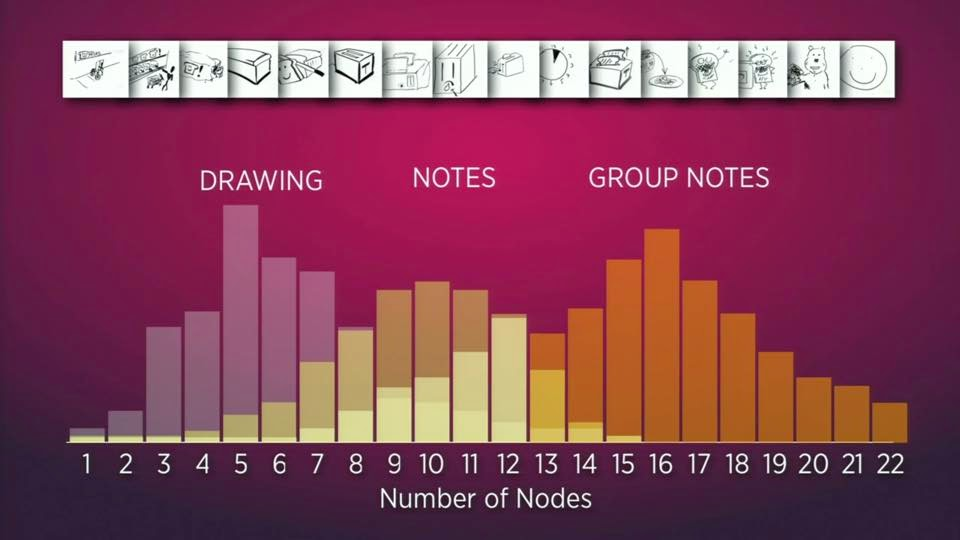 DRAWING NOTES GROUP NOTES
1 2 3 4 5 6 7 8 9 10 11 12 13 14 15 16 17 18 19 20 21 22
Number of Nodes